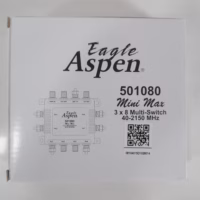 Eagle
Aspen®
501080
Mini Max
3 x 8 Multi-Switch
40-2150 MHz